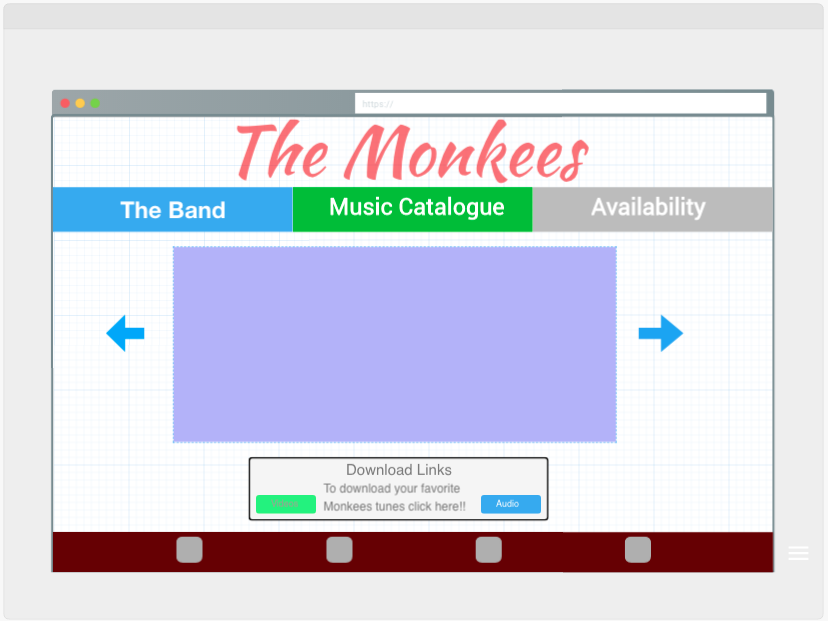 https://
The Monkees
The Band
Music Catalogue
Availability
Download Links
To download your favorite
Monkees tunes click here!!
Audio